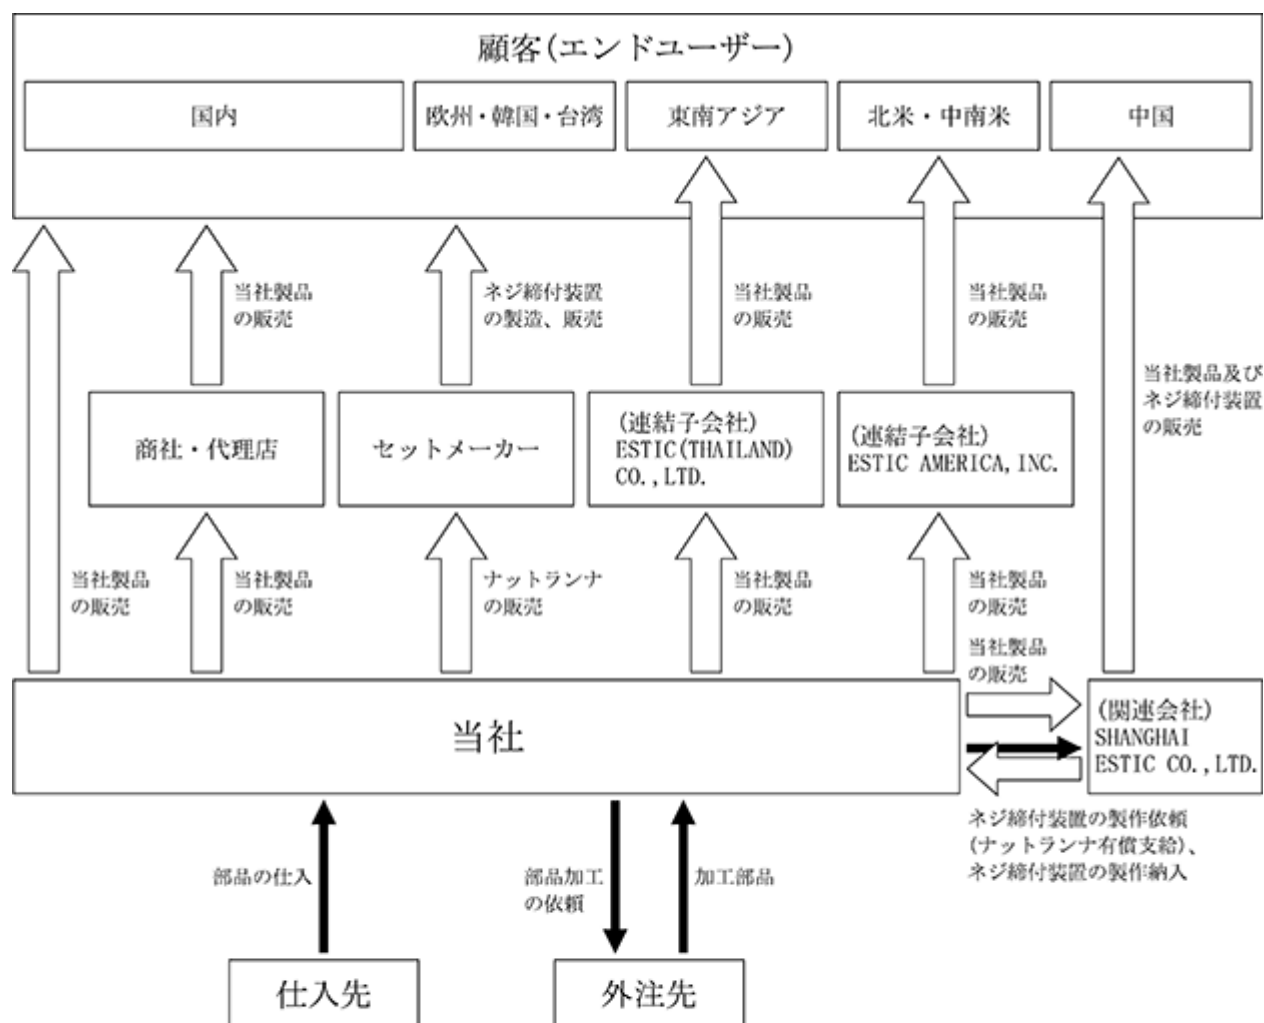 顧客(エンドユーザー)
国内
欧州・韓国・台湾
東南アジア
北米・中南米
中国
当社製品
の販売
ネジ締付装置
の製造、販売
当社製品
の販売
当社製品
の販売
当社製品及び
ネジ締付装置
の販売
商社・代理店
セットメーカー
(連結子会社)
ESTIC(THAILAND)
CO.,LTD.
(連結子会社)
ESTIC AMERICA,INC.
当社製品
の販売
当社製品
の販売
ナットランナ
の販売
当社製品
の販売
当社製品
の販売
当社製品
の販売
当社
(関連会社)
SHANGHAI
ESTIC CO.,LTD.
ネジ締付装置の製作依頼
(ナットランナ有償支給)、
ネジ締付装置の製作納入
部品の仕入
部品加工
の依頼
加工部品
仕入先
外注先